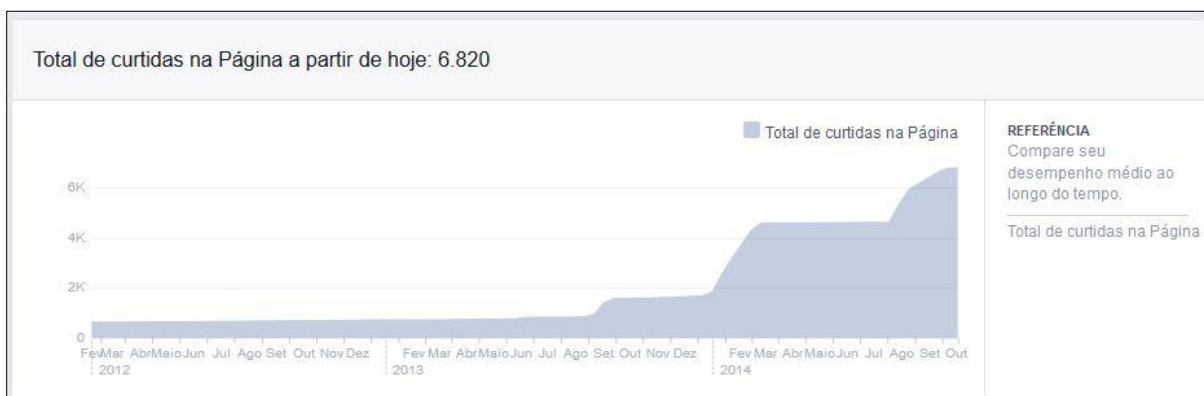 Total de curtidas na Página a partir de hoje: 6.820
Total de curtidas na Página
6K
4K
2K
0
Fev Mar Abr Maio Jun Jul Ago Set Out Nov Dez Fev Mar Abr Maio Jun Jul Ago Set Out Nov Dez Fev Mar Abr Maio Jun Jul Ago Set Out
2012 2013 2014
REFERÊNCIA
Compare seu
desempenho médio ao
longo do tempo.
Total de curtidas na Página